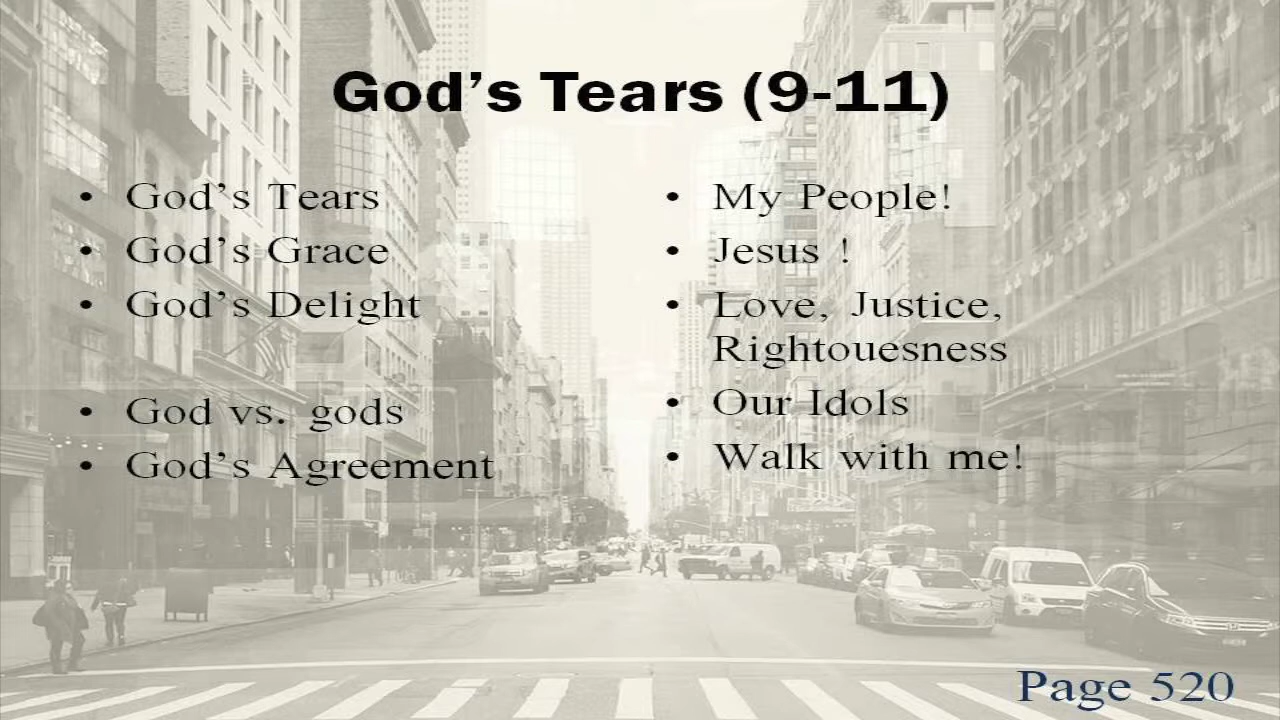 God's Tears (9-11)
• God's Tears
• God's Grace
• God's Delight
• God vs. gods
• God's Agreement
• My People!
• Jesus !
• Love, Justice,
Rightouesness
• Our Idols
• Walk with me!
Page 520